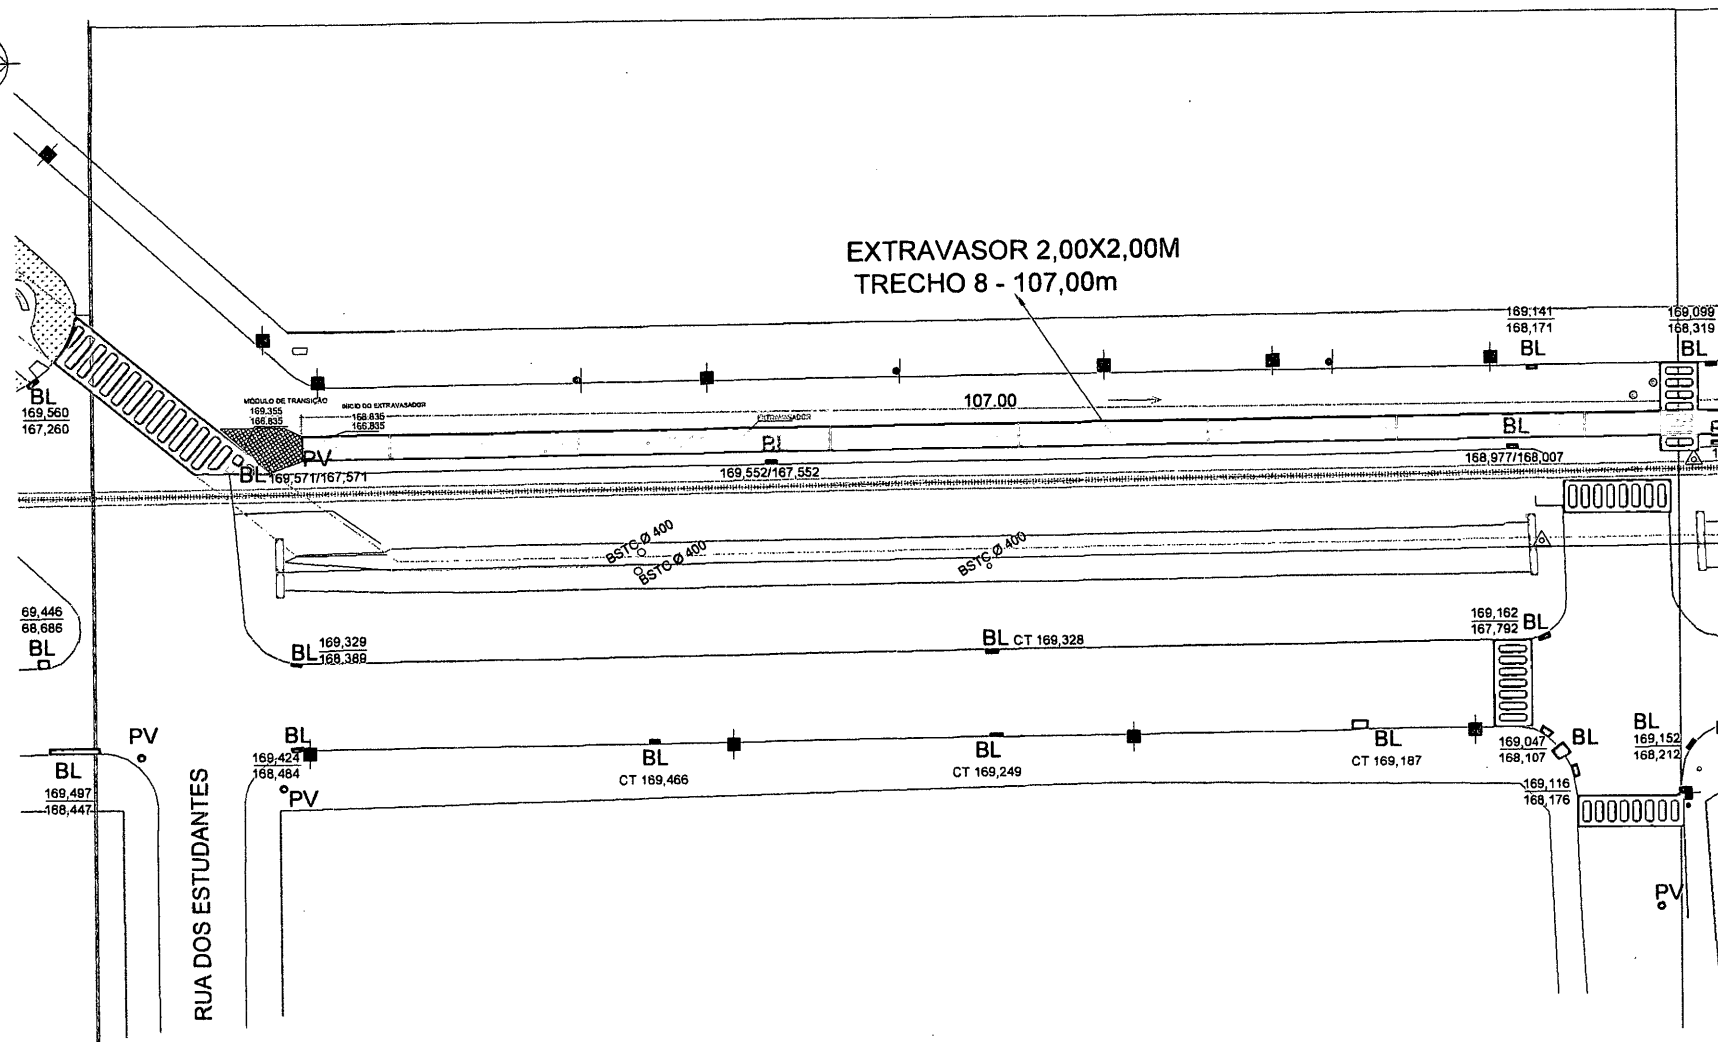 EXTRAVASOR 2,00X2,00M
TRECHO 8 - 107,00m
169,141
168,171
BL
169,099
168,319
BL
BL
169,560
167,260
MÓDULO DE TRANSIÇÃO
169.355
166.835
INICIO DO EXTRAVASADOR
168.835
166.835
107.00
EXTRAVASADOR
BL
BL
PV
BL
169,571/167,571
169,552/167,552
168,977/168,007
BSTC Ø 400
BSTC Ø 400
BSTC Ø 400
69,446
68,686
BL
169,329
168,389
BL
BL
CT 169,328
169,162
167,792
BL
PV
BL
169,497
168,447
BL
169,424
168,484
PV
BL
CT 169,466
BL
CT 169,249
BL
CT 169,187
169,047
168,107
BL
169,116
168,176
BL
169,152
168,212
PV
RUA DOS ESTUDANTES